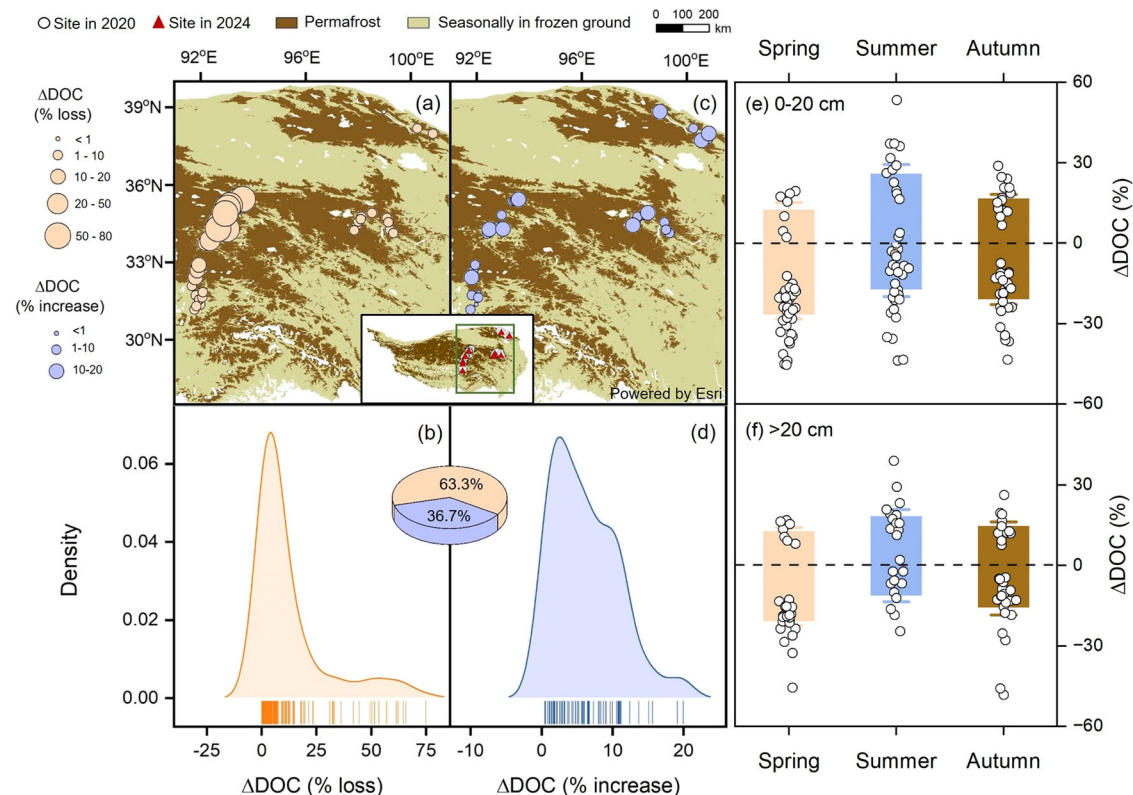 Site in 2020 Site in 2024 Permafrost Seasonally in frozen ground
0 100 200
km
92°E 96°E 100°E 92°E 96°E 100°E
ΔDOC
(% loss)
< 1
1 - 10
10 - 20
20 - 50
50 - 80
ΔDOC
(% increase)
<1
1-10
10-20
39°N
36°N
33°N
30°N
(a)
(c)
Powered by Esri
(b)
(d)
63.3%
36.7%
Density
0.06
0.04
0.02
0.00
-25 0 25 50 75
ΔDOC (% loss)
-10 0 10 20
ΔDOC (% increase)
Spring Summer Autumn
(e) 0-20 cm
60
30
0
−30
−60
ΔDOC (%)
(f) >20 cm
30
0
−30
−60
ΔDOC (%)
Spring Summer Autumn